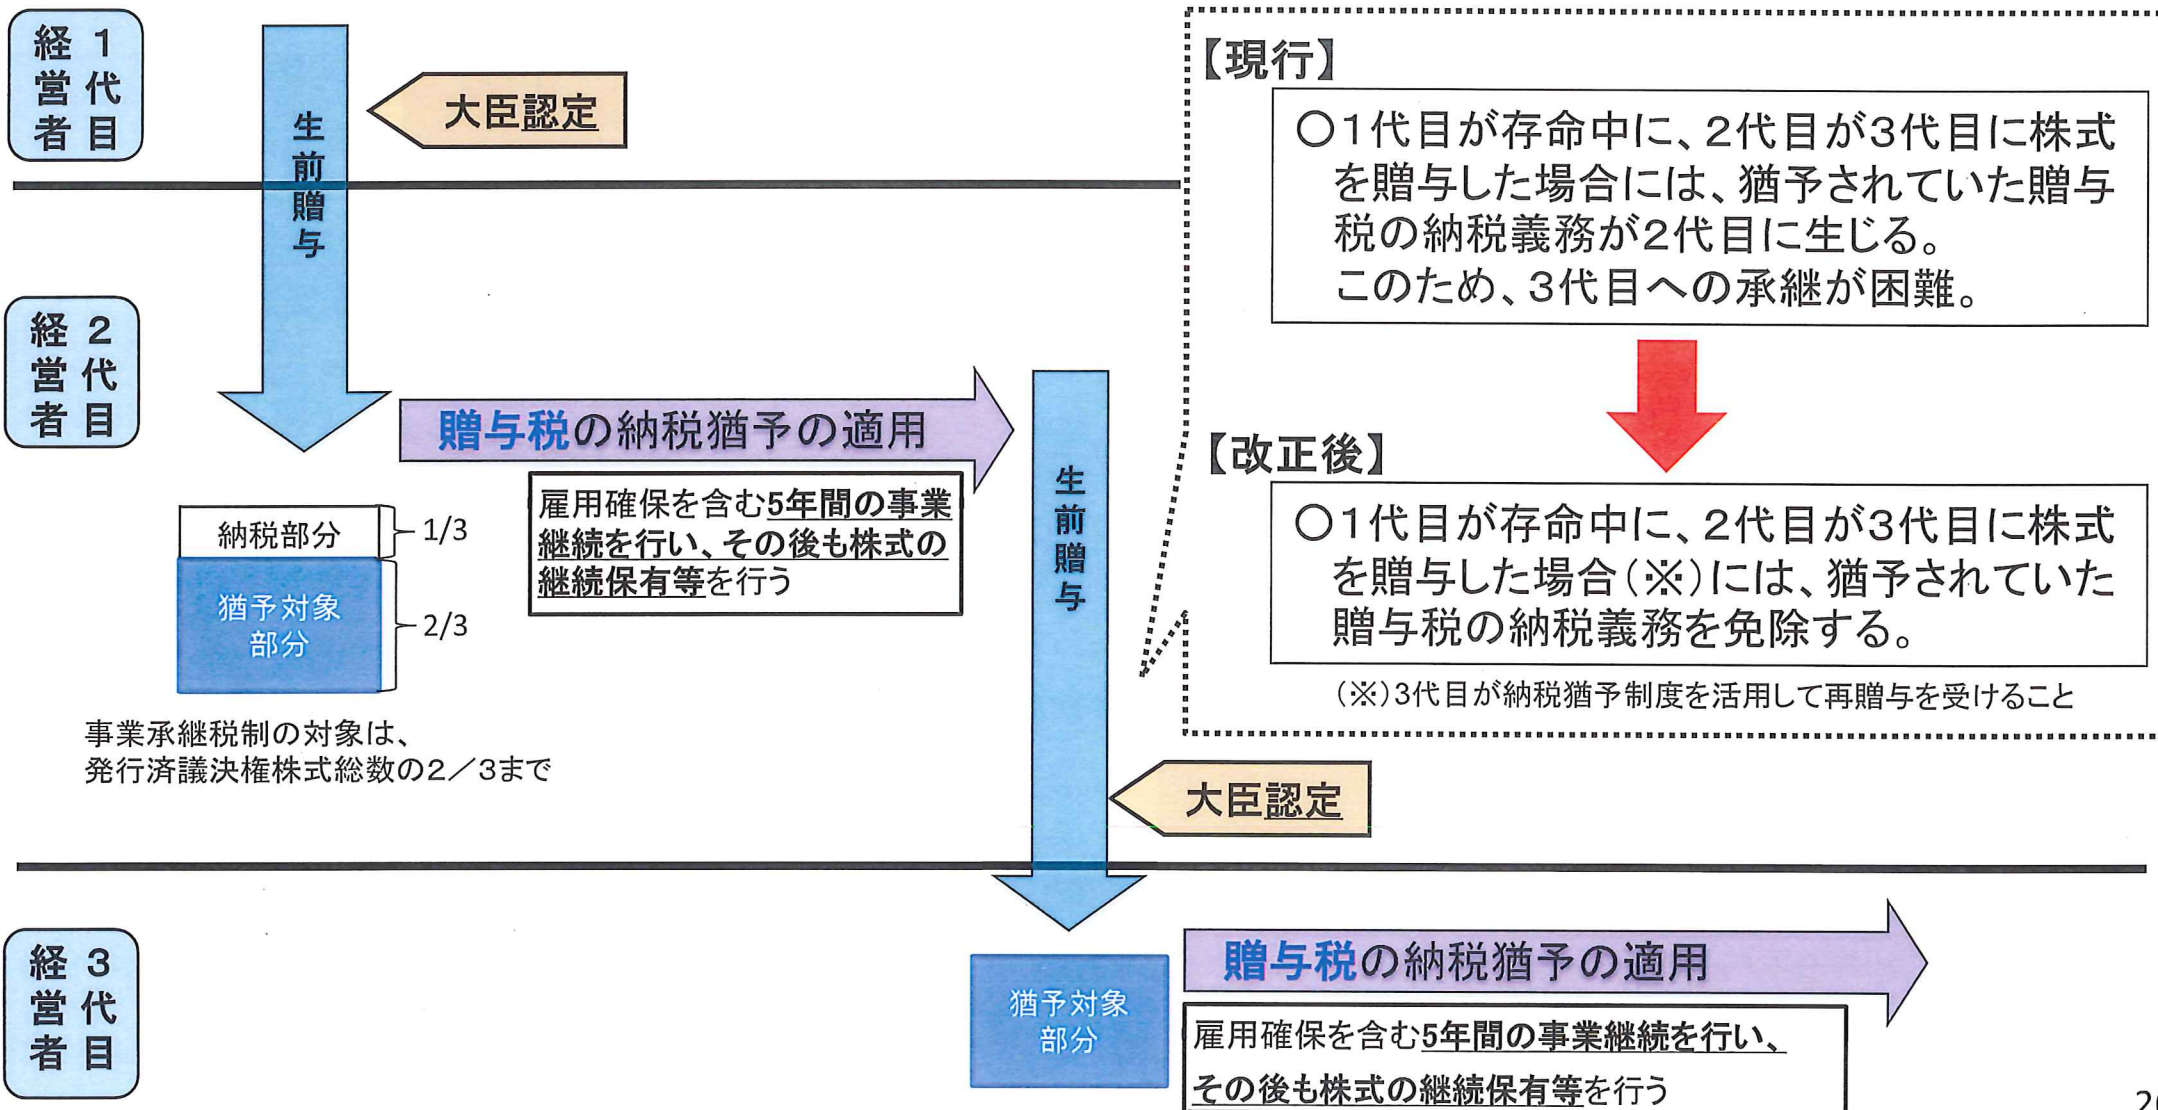 1代目
経営者
大臣認定
生前贈与
【現行】
○1代目が存命中に、2代目が3代目に株式
を贈与した場合には、猶予されていた贈与
税の納税義務が2代目に生じる。
このため、3代目への承継が困難。
2代目
経営者
贈与税の納税猶予の適用
雇用確保を含む5年間の事業
継続を行い、その後も株式の
継続保有等を行う
納税部分
1/3
猶予対象
部分
2/3
事業承継税制の対象は、
発行済議決権株式総数の2/3まで
生前贈与
【改正後】
○1代目が存命中に、2代目が3代目に株式
を贈与した場合(※)には、猶予されていた
贈与税の納税義務を免除する。
(※)3代目が納税猶予制度を活用して再贈与を受けること
大臣認定
3代目
経営者
猶予対象
部分
贈与税の納税猶予の適用
雇用確保を含む5年間の事業継続を行い、
その後も株式の継続保有等を行う